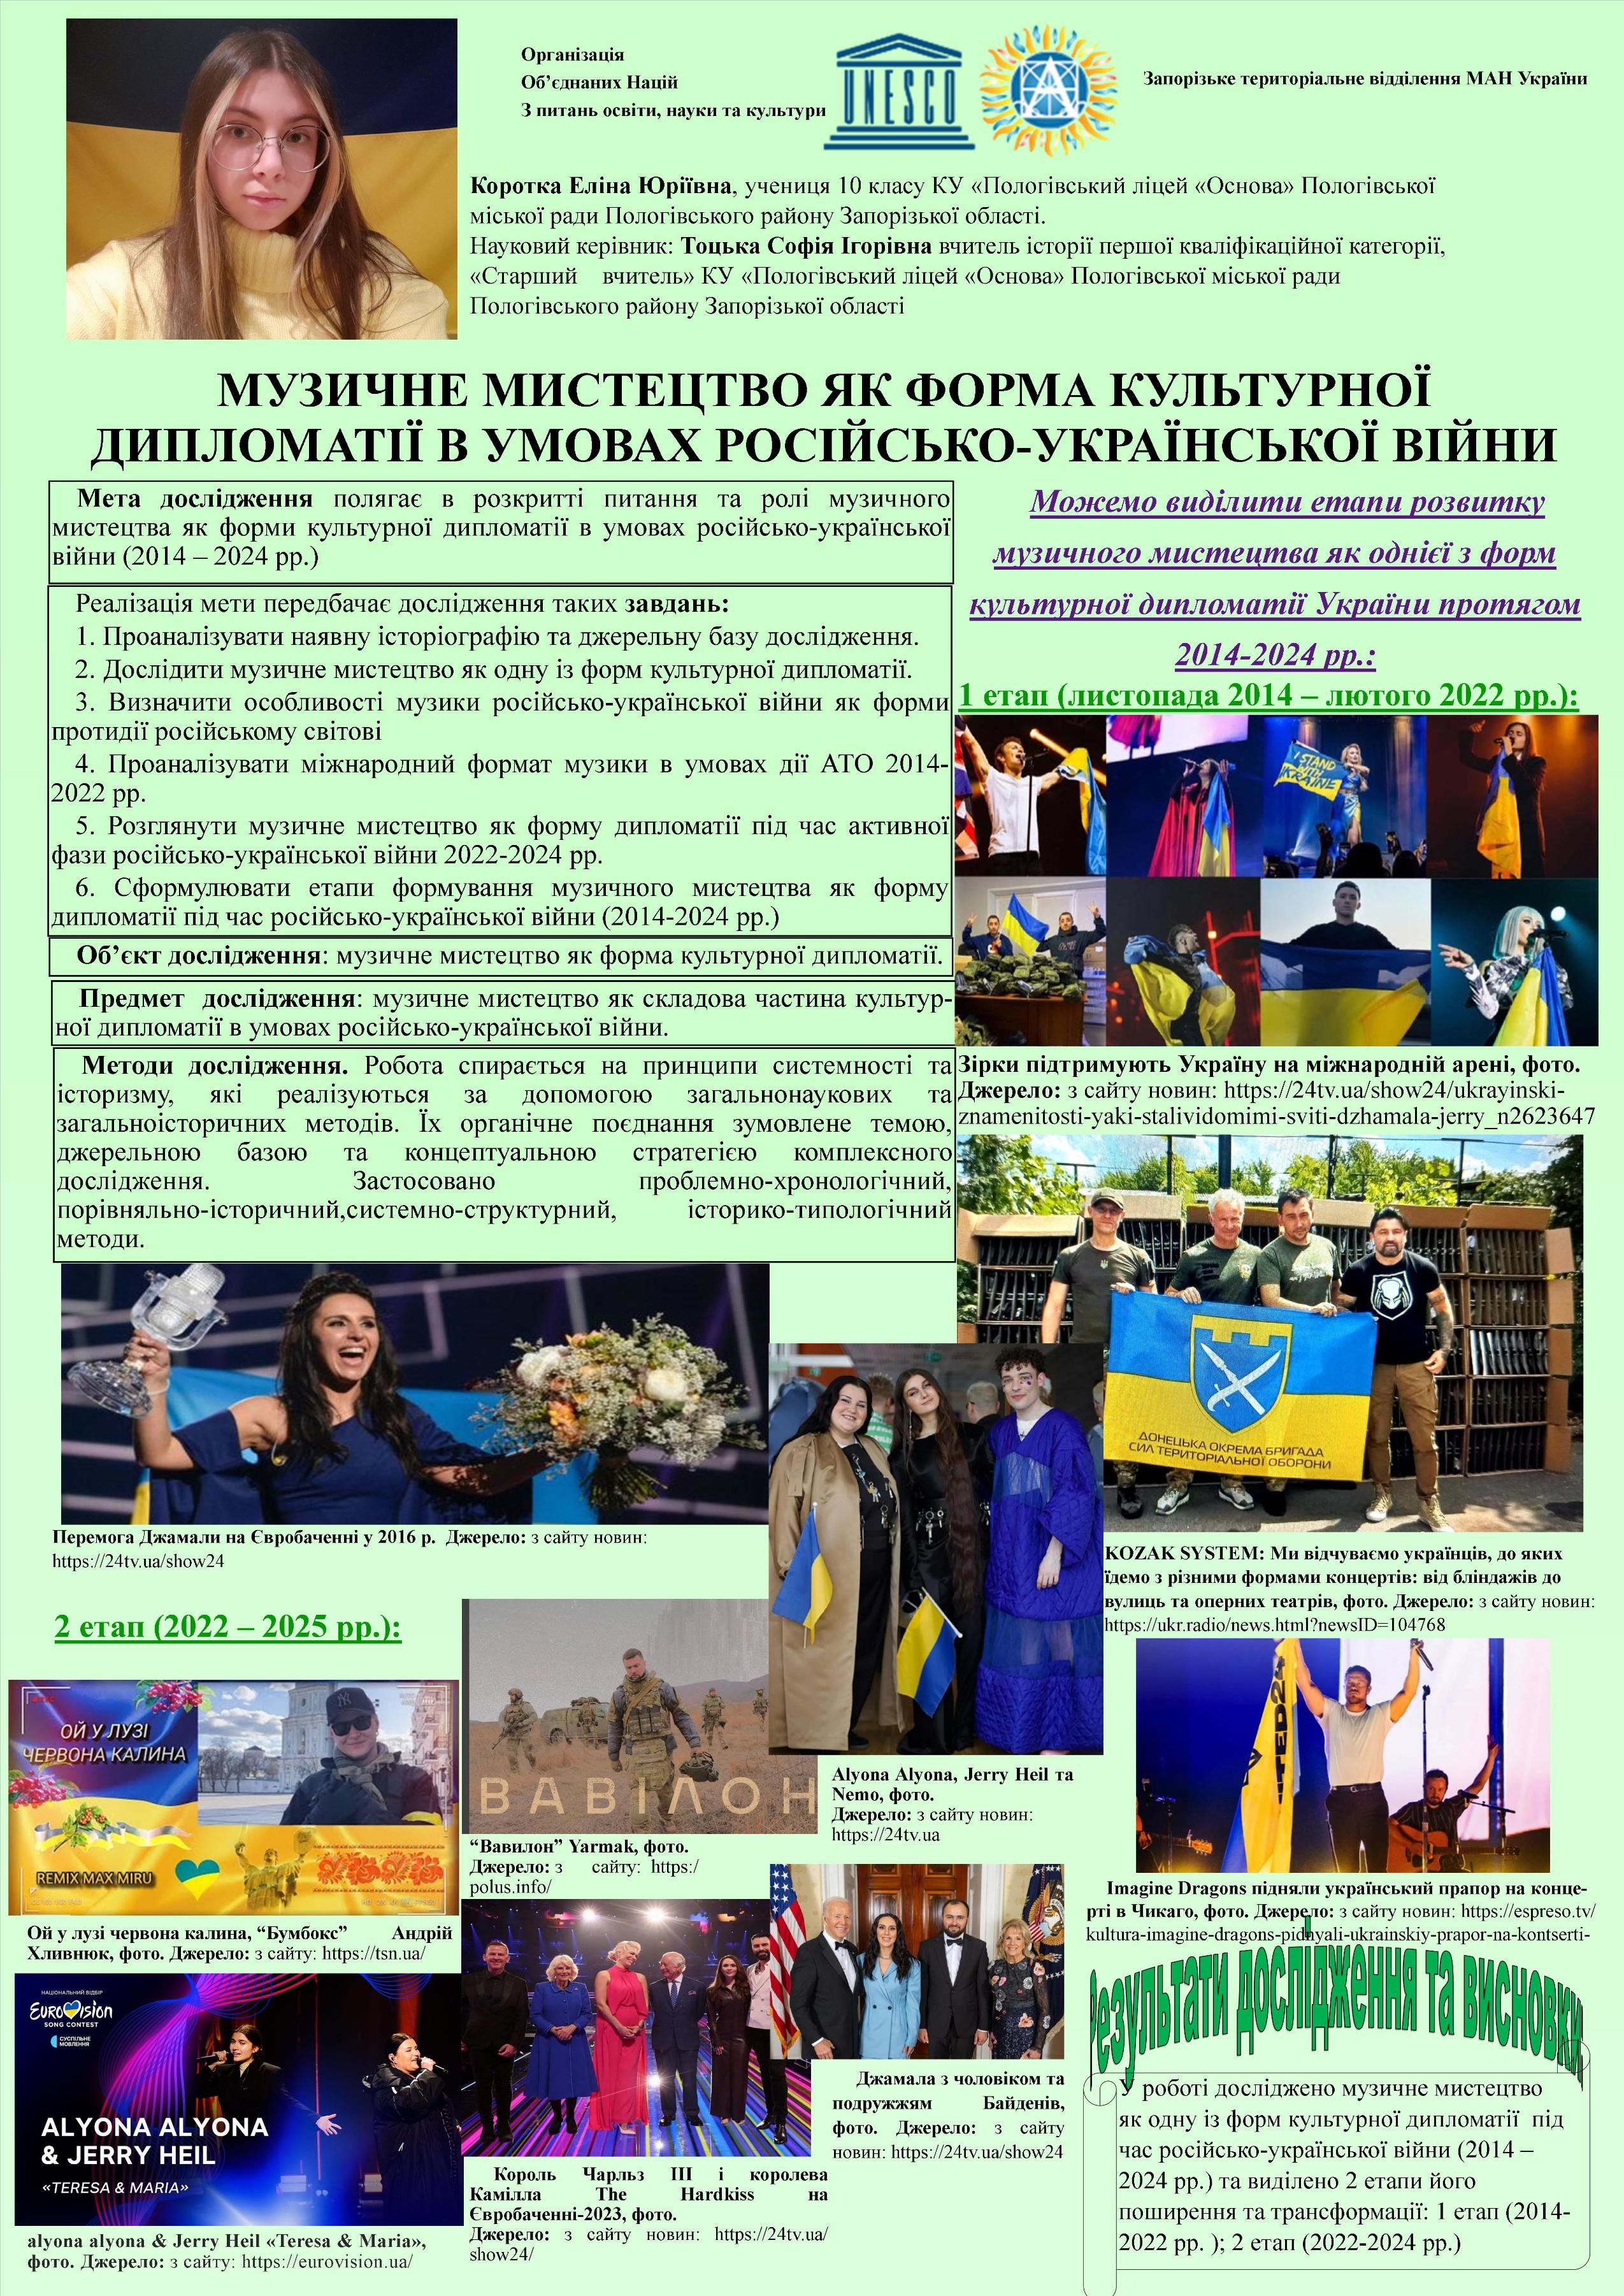 Організація
Об’єднаних Націй
З питань освіти, науки та культури
UNESCO
Запорізьке територіальне відділення МАН України
Коротка Еліна Юріївна, учениця 10 класу КУ «Пологівський ліцей «Основа» Пологівської
міської ради Пологівського району Запорізької області.
Науковий керівник: Тоцька Софія Ігорівна вчитель історії першої кваліфікаційної категорії,
«Старший вчитель» КУ «Пологівський ліцей «Основа» Пологівської міської ради
Пологівського району Запорізької області
МУЗИЧНЕ МИСТЕЦТВО ЯК ФОРМА КУЛЬТУРНОЇ
ДИПЛОМАТІЇ В УМОВАХ РОСІЙСЬКО-УКРАЇНСЬКОЇ ВІЙНИ
Мета дослідження полягає в розкритті питання та ролі музичного
мистецтва як форми культурної дипломатії в умовах російсько-української
війни (2014 – 2024 рр.)
Реалізація мети передбачає дослідження таких завдань:
1. Проаналізувати наявну історіографію та джерельну базу дослідження.
2. Дослідити музичне мистецтво як одну із форм культурної дипломатії.
3. Визначити особливості музики російсько-української війни як форми
протидії російському світові
4. Проаналізувати міжнародний формат музики в умовах дії АТО 2014-
2022 рр.
5. Розглянути музичне мистецтво як форму дипломатії під час активної
фази російсько-української війни 2022-2024 рр.
6. Сформулювати етапи формування музичного мистецтва як форму
дипломатії під час російсько-української війни (2014-2024 рр.)
Об’єкт дослідження: музичне мистецтво як форма культурної дипломатії.
Предмет дослідження: музичне мистецтво як складова частина культур-
ної дипломатії в умовах російсько-української війни.
Методи дослідження. Робота спирається на принципи системності та
історизму, які реалізуються за допомогою загальнонаукових та
загальноісторичних методів. Їх органічне поєднання зумовлене темою,
джерельною базою та концептуальною стратегією комплексного
дослідження. Застосовано проблемно-хронологічний,
порівняльно-історичний,системно-структурний, історико-типологічний
методи.
Можемо виділити етапи розвитку
музичного мистецтва як однієї з форм
культурної дипломатії України протягом
2014-2024 рр.:
1 етап (листопада 2014 – лютого 2022 рр.):
I STAND
WITH
UKRAINE
Зірки підтримують Україну на міжнародній арені, фото.
Джерело: з сайту новин: https://24tv.ua/show24/ukrayinski-
znamenitosti-yaki-stalividomimi-sviti-dzhamala-jerry_n2623647
ДОНЕЦЬКА ОКРЕМА БРИГАДА
СИЛ ТЕРИТОРІАЛЬНОЇ ОБОРОНИ
Перемога Джамали на Євробаченні у 2016 р. Джерело: з сайту новин:
https://24tv.ua/show24
KOZAK SYSTEM: Ми відчуваємо українців, до яких
їдемо з різними формами концертів: від бліндажів до
вулиць та оперних театрів, фото. Джерело: з сайту новин:
https://ukr.radio/news.html?newsID=104768
2 етап (2022 – 2025 рр.):
ОЙ У ЛУЗІ
ЧЕРВОНА КАЛИНА
REMIX MAX MIRU
Ой у лузі червона калина, “Бумбокс” Андрій
Хливнюк, фото. Джерело: з сайту: https://tsn.ua/
ВАВІЛОН
“Вавилон” Yarmak, фото.
Джерело: з сайту: https:/
polus.info/
Alyona Alyona, Jerry Heil та
Nemo, фото.
Джерело: з сайту новин:
https://24tv.ua
Imagine Dragons підняли український прапор на конце-
рті в Чикаго, фото. Джерело: з сайту новин: https://espreso.tv/
kultura-imagine-dragons-pidnyali-ukrainskiy-prapor-na-kontserti-
НАЦІОНАЛЬНИЙ ВІДБІР
EUROVISION
SONG CONTEST
СУСПІЛЬНЕ
МОВЛЕННЯ
ALYONA ALYONA
& JERRY HEIL
«TERESA & MARIA»
alyona alyona & Jerry Heil «Teresa & Maria»,
фото. Джерело: з сайту: https://eurovision.ua/
Король Чарльз III і королева
Камілла The Hardkiss на
Євробаченні-2023, фото.
Джерело: з сайту новин: https://24tv.ua/
show24/
Джамала з чоловіком та
подружжям Байденів,
фото. Джерело: з сайту
новин: https://24tv.ua/show24
Результати дослідження та висновки
У роботі досліджено музичне мистецтво
як одну із форм культурної дипломатії під
час російсько-української війни (2014 –
2024 рр.) та виділено 2 етапи його
поширення та трансформації: 1 етап (2014-
2022 рр. ); 2 етап (2022-2024 рр.)